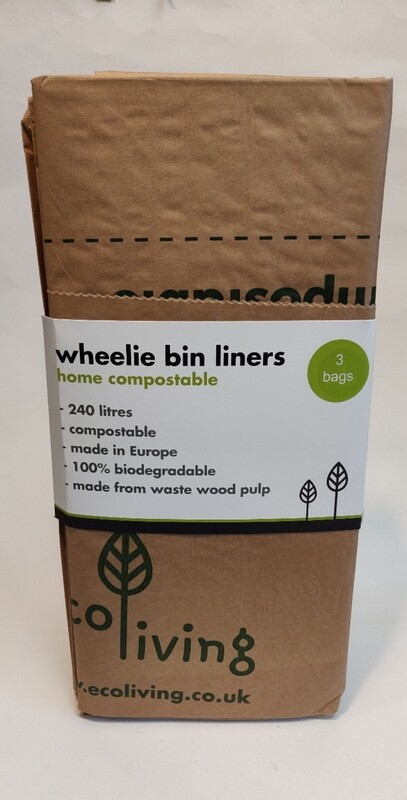 wheelie bin liners
home compostable
3
bags
- 240 litres
- compostable
- made in Europe
- 100% biodegradable
- made from waste wood pulp
coliving
.ecoliving.co.uk